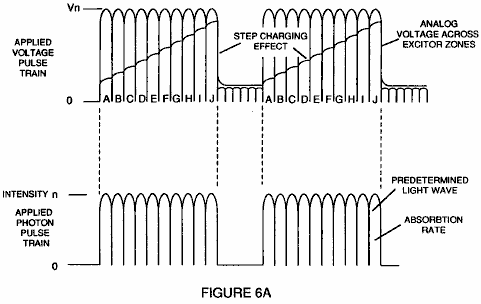 Vn
APPLIED
VOLTAGE
PULSE
TRAIN
0
STEP CHARGING
EFFECT
ANALOG
VOLTAGE ACROSS
EXCITOR ZONES
A B C D E F G H I J
A B C D E F G H I J
INTENSITY n
APPLIED
PHOTON
PULSE
TRAIN
0
PREDETERMINED
LIGHT WAVE
ABSORBTION
RATE
FIGURE 6A